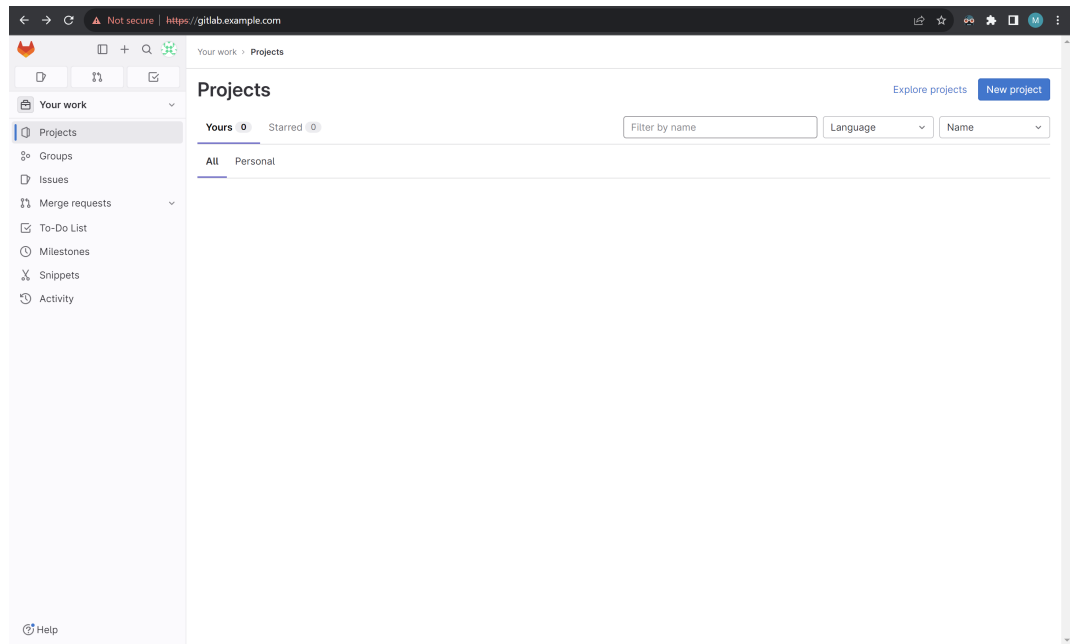 Not secure | https://gitlab.example.com
M
Your work > Projects
Projects
Explore projects
New project
Your work
Yours 0
Starred 0
Filter by name
Language
Name
All
Personal
Projects
Groups
Issues
Merge requests
To-Do List
Milestones
Snippets
Activity
Help